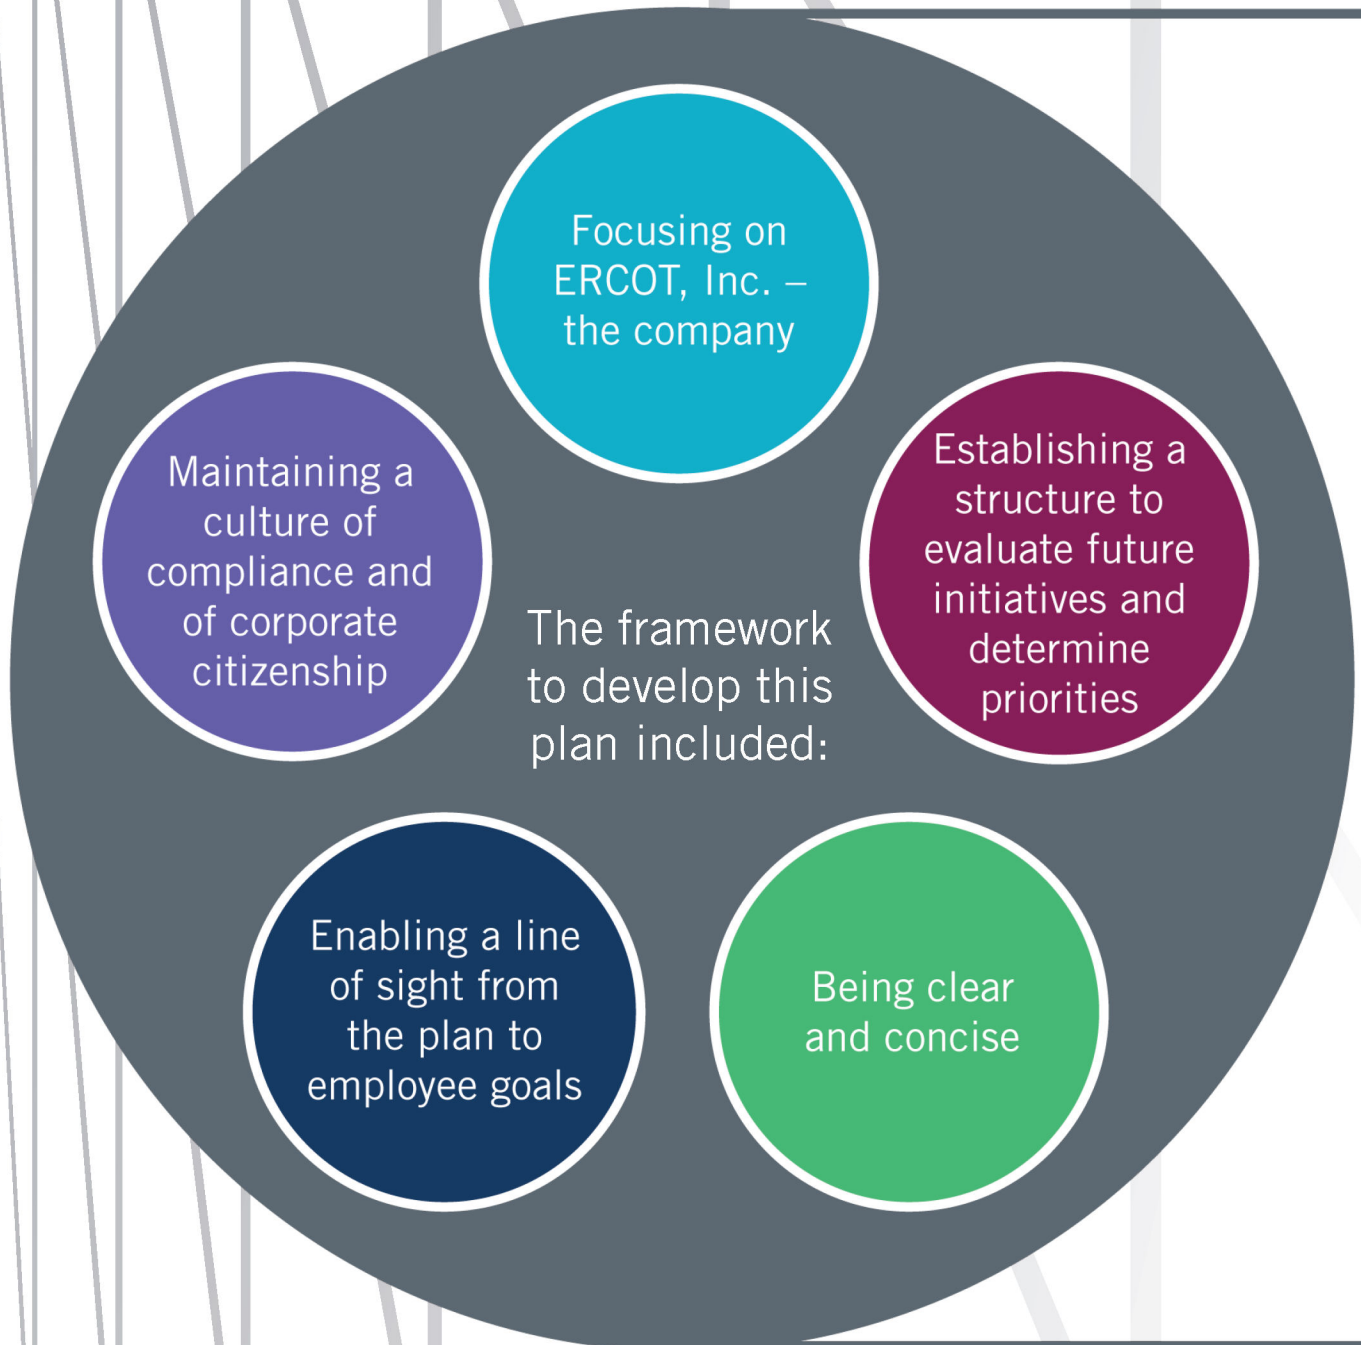 Focusing on
ERCOT, Inc. –
the company
Establishing a
structure to
evaluate future
initiatives and
determine
priorities
Maintaining a
culture of
compliance and
of corporate
citizenship
The framework
to develop this
plan included:
Enabling a line
of sight from
the plan to
employee goals
Being clear
and concise